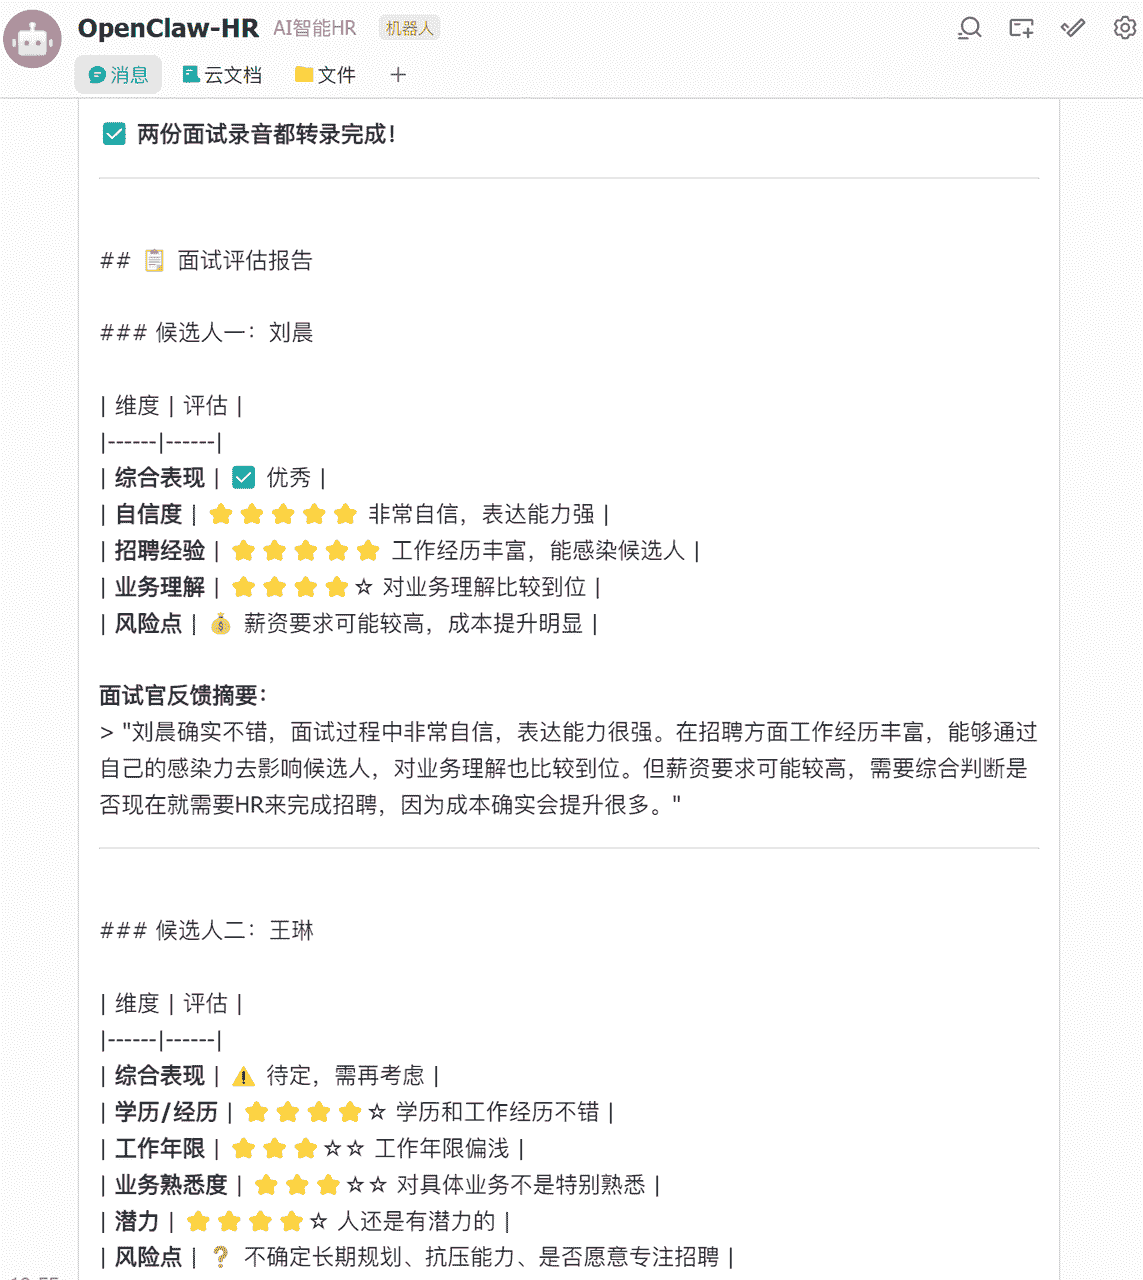 OpenClaw-HR AI智能HR 机器人
消息 云文档 文件 +
✅ 两份面试录音都转录完成！
## 📋 面试评估报告
### 候选人一：刘晨
| 维度 | 评估 |
|------|------|
| 综合表现 | ✅ 优秀 |
| 自信度 | ⭐⭐⭐⭐⭐ 非常自信，表达能力强 |
| 招聘经验 | ⭐⭐⭐⭐⭐ 工作经历丰富，能感染候选人 |
| 业务理解 | ⭐⭐⭐⭐☆ 对业务理解比较到位 |
| 风险点 | 💰 薪资要求可能较高，成本提升明显 |
面试官反馈摘要：
> "刘晨确实不错，面试过程中非常自信，表达能力很强。在招聘方面工作经历丰富，能够通过
自己的感染力去影响候选人，对业务理解也比较到位。但薪资要求可能较高，需要综合判断是
否现在就需要HR来完成招聘，因为成本确实会提升很多。"
### 候选人二：王琳
| 维度 | 评估 |
|------|------|
| 综合表现 | ⚠️ 待定，需再考虑 |
| 学历/经历 | ⭐⭐⭐⭐☆ 学历和工作经历不错 |
| 工作年限 | ⭐⭐⭐☆☆ 工作年限偏浅 |
| 业务熟悉度 | ⭐⭐⭐☆☆ 对具体业务不是特别熟悉 |
| 潜力 | ⭐⭐⭐⭐☆ 人还是有潜力的 |
| 风险点 | ❓ 不确定长期规划、抗压能力、是否愿意专注招聘 |